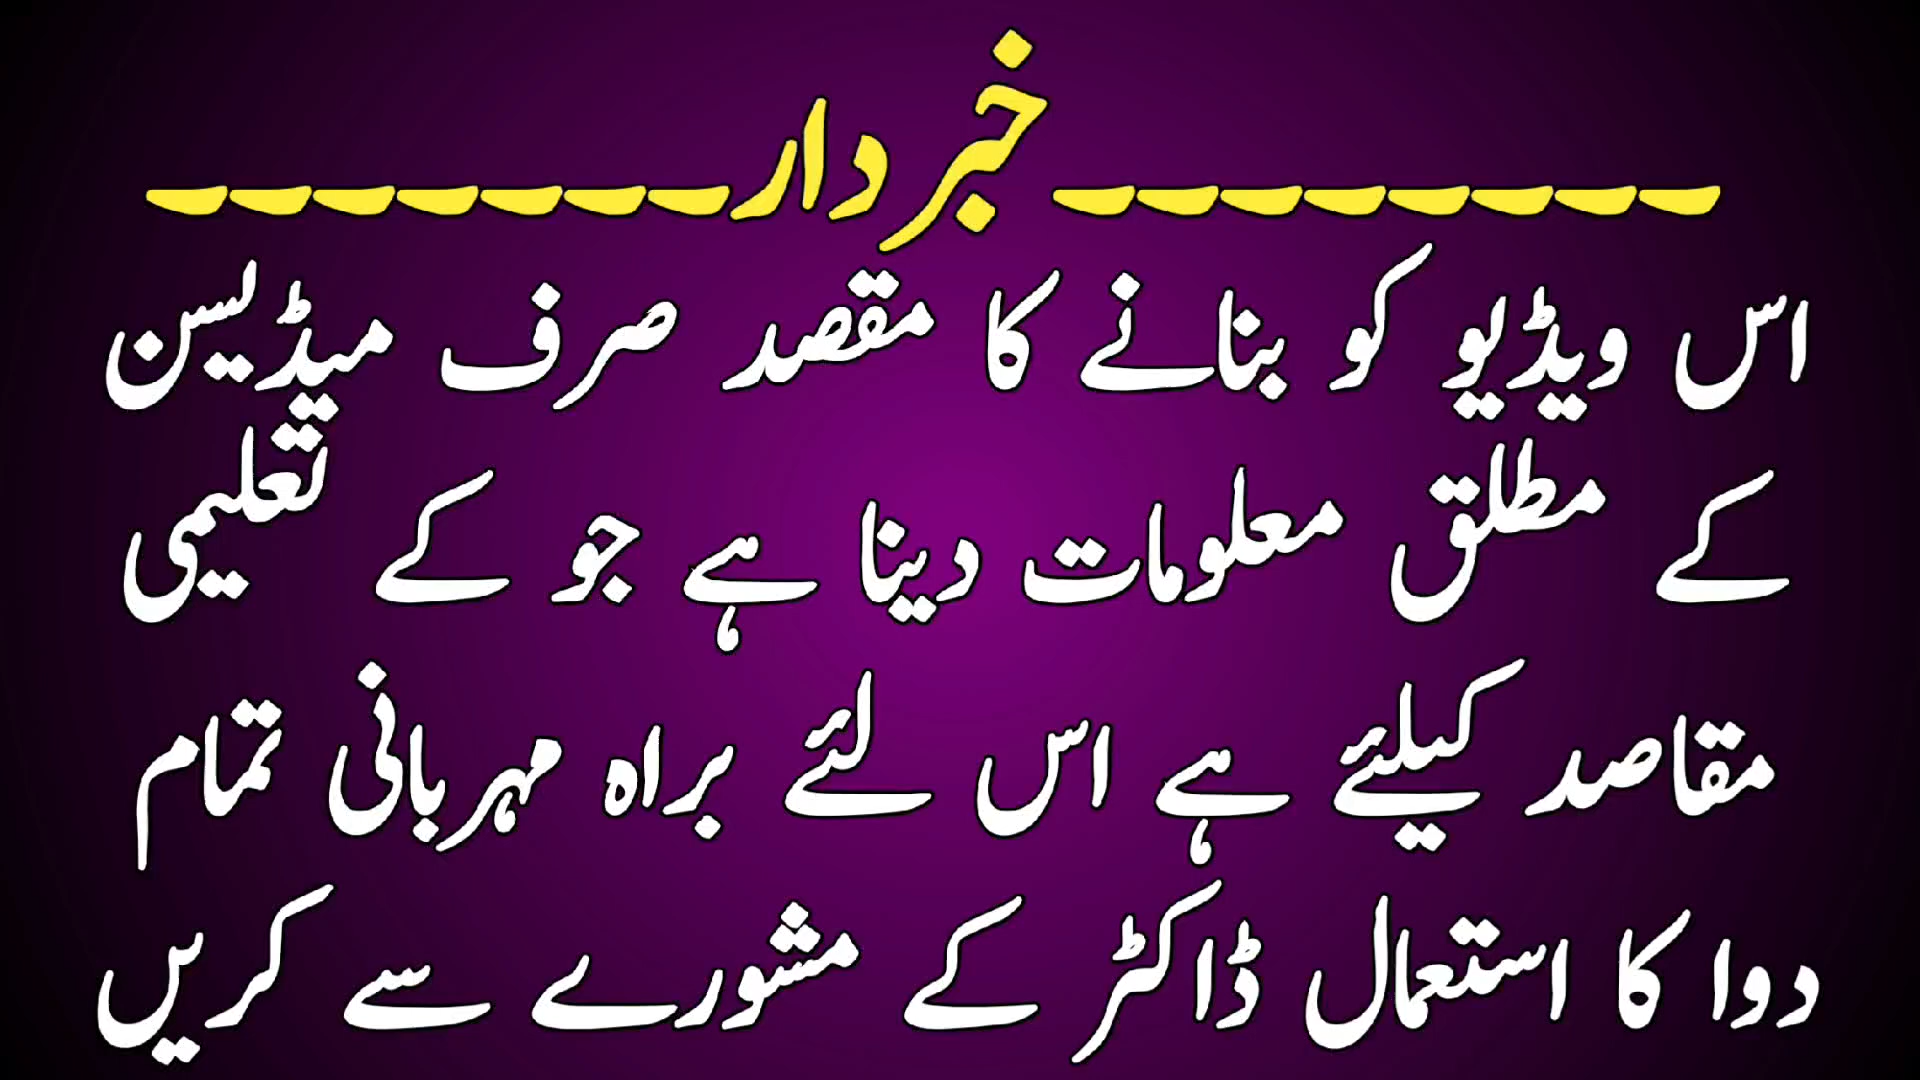 ۔۔۔۔۔۔۔۔خبردار۔۔۔۔۔۔۔
اس ویڈیو کو بنانے کا مقصد صرف میڈیسن
کے مطلق معلومات دینا ہے جو کے تعلیمی
مقاصد کیلئے ہے اس لئے براہ مہربانی تمام
دوا کا استعمال ڈاکٹر کے مشورے سے کریں